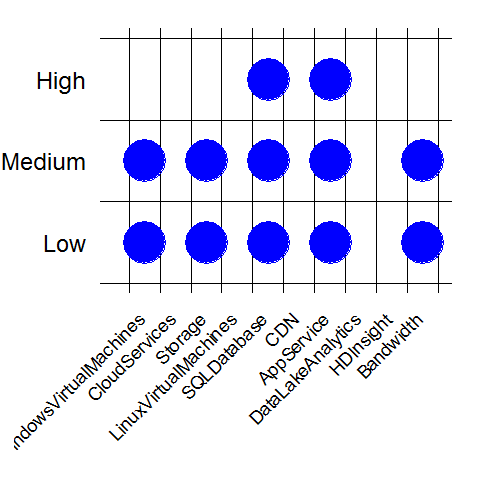 High
Medium
Low
ndowsVirtualMachines
CloudServices
Storage
LinuxVirtualMachines
SQLDatabase
CDN
AppService
DataLakeAnalytics
HDInsight
Bandwidth